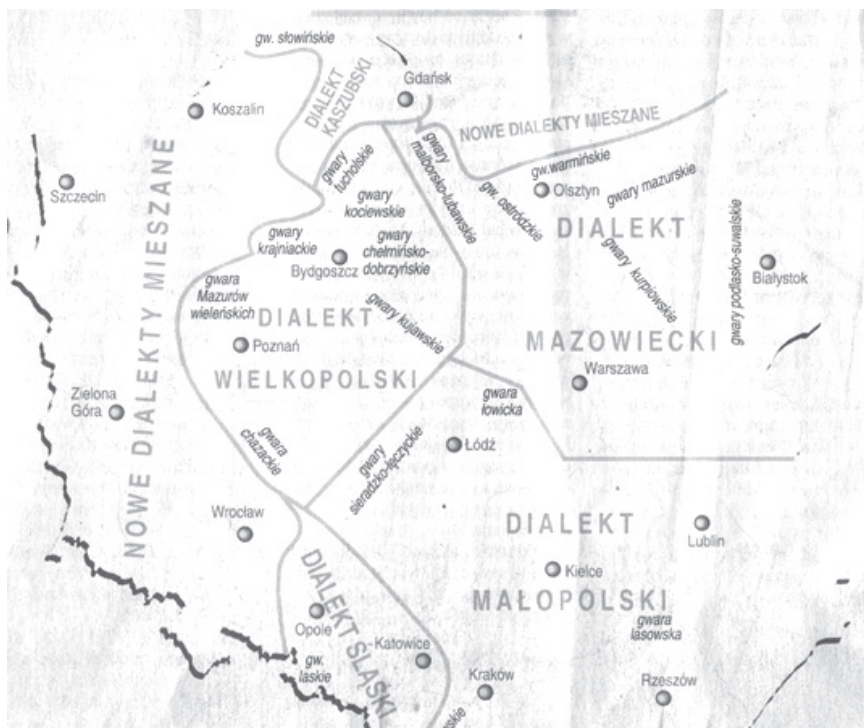 gw. słowińskie
DIALEKT
KASZUBSKI
Gdańsk
Koszalin
NOWE DIALEKTY MIESZANE
Szczecin
gwary
tucholskie
gwary
malborsko-lubawskie
gw. ostródzkie
gw.warmińskie
Olsztyn
gwary mazurskie
gwary
kociewskie
gwary
krajniackie
gwary
chełmińsko-
dobrzyńskie
Bydgoszcz
DIALEKT
MAZOWIECKI
gwary kurpiowskie
gwary podlasko-suwalskie
Białystok
gwara
Mazurów
wieleńskich
DIALEKT
WIELKOPOLSKI
gwary kujawskie
Poznań
Warszawa
NOWE DIALEKTY MIESZANE
Zielona
Góra
gwara
łowicka
gwara
chazackie
Łódź
gwary
sieradzko-łęczyckie
Wrocław
DIALEKT
MAŁOPOLSKI
Lublin
Kielce
gwara
lasowska
DIALEKT ŚLĄSKI
Opole
gw.
laskie
Katowice
Kraków
Rzeszów